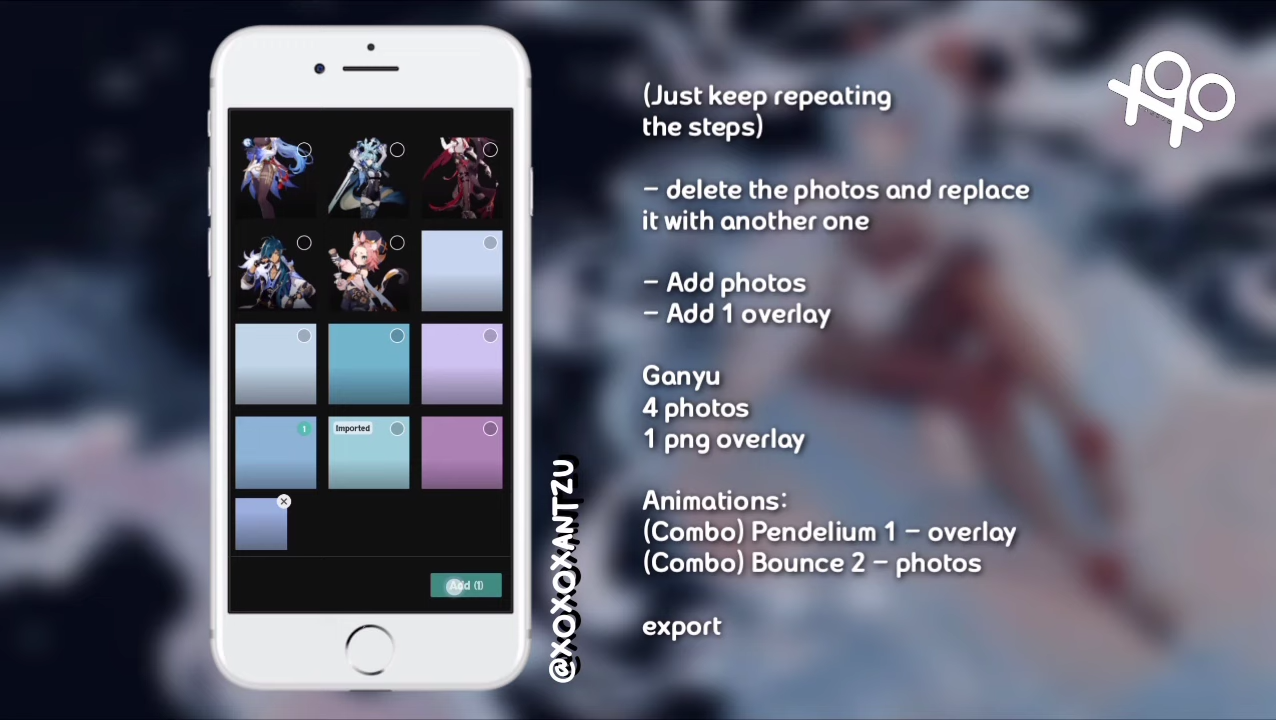 (Just keep repeating
the steps)
- delete the photos and replace
it with another one
- Add photos
- Add 1 overlay
Ganyu
4 photos
1 png overlay
Animations:
(Combo) Pendelium 1 - overlay
(Combo) Bounce 2 - photos
export
1
Imported
Add (1)
@XOXOXANTZU